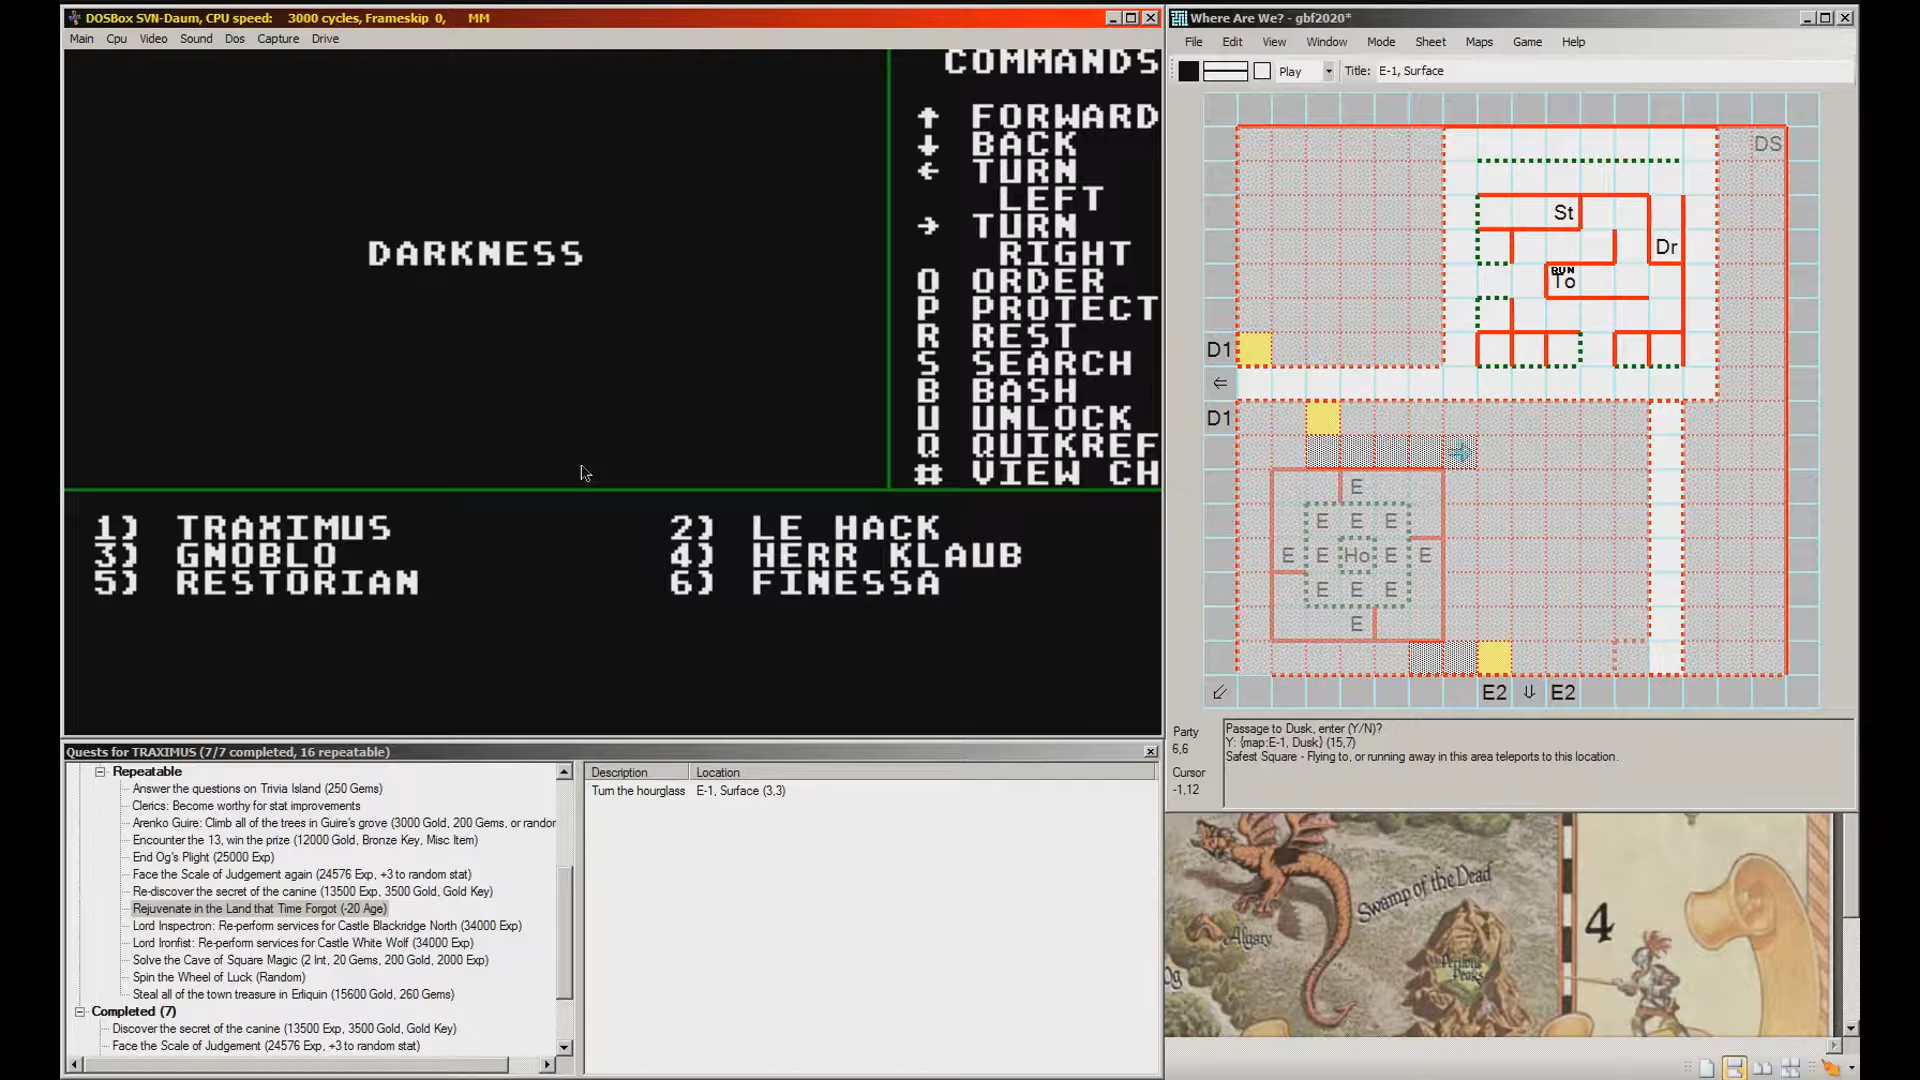 DOSBox SVN-Daum, CPU speed: 3000 cycles, Frameskip 0, MM
Main Cpu Video Sound Dos Capture Drive
DARKNESS
COMMANDS
↑ FORWARD
↓ BACK
← TURN
LEFT
→ TURN
RIGHT
O ORDER
P PROTECT
R REST
S SEARCH
B BASH
U UNLOCK
Q QUIKREF
# VIEW CH
1) TRAXIMUS 2) LE HACK
3) GNOBLO 4) HERR KLAUB
5) RESTORIAN 6) FINESSA
Quests for TRAXIMUS (7/7 completed, 16 repeatable)
Repeatable
Answer the questions on Trivia Island (250 Gems)
Clerics: Become worthy for stat improvements
Arenko Guire: Climb all of the trees in Guire's grove (3000 Gold, 200 Gems, or randor
Encounter the 13, win the prize (12000 Gold, Bronze Key, Misc Item)
End Og's Plight (25000 Exp)
Face the Scale of Judgement again (24576 Exp, +3 to random stat)
Re-discover the secret of the canine (13500 Exp, 3500 Gold, Gold Key)
Rejuvenate in the Land that Time Forgot (-20 Age)
Lord Inspectron: Re-perform services for Castle Blackridge North (34000 Exp)
Lord Ironfist: Re-perform services for Castle White Wolf (34000 Exp)
Solve the Cave of Square Magic (2 Int, 20 Gems, 200 Gold, 2000 Exp)
Spin the Wheel of Luck (Random)
Steal all of the town treasure in Erliquin (15600 Gold, 260 Gems)
Completed (7)
Discover the secret of the canine (13500 Exp, 3500 Gold, Gold Key)
Face the Scale of Judgement (24576 Exp, +3 to random stat)
Description Location
Turn the hourglass E-1, Surface (3,3)
Where Are We? - gbf2020*
File Edit View Window Mode Sheet Maps Game Help
Play Title: E-1, Surface
DS
St
Dr
RUN
To
D1
⇐
D1
E
E E E
E E Ho E E
E E E
E
E2 ⇓ E2
Party
6,6
Cursor
-1,12
Passage to Dusk, enter (Y/N)?
Y: {map:E-1, Dusk} (15,7)
Safest Square - Flying to, or running away in this area teleports to this location.
Swamp of the Dead
Algary
Og
Perilous
Peaks
4